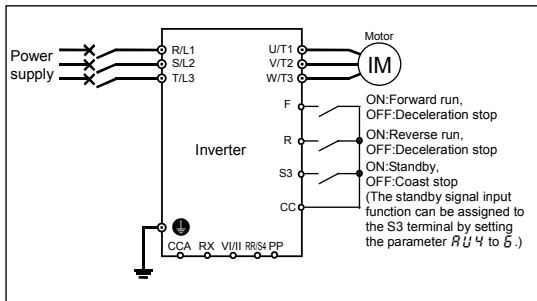 Power
supply
R/L1
S/L2
T/L3
U/T1
V/T2
W/T3
Motor
IM
F
R
S3
CC
Inverter
CCA RX VI/II RR/S4 PP
ON:Forward run,
OFF:Deceleration stop
ON:Reverse run,
OFF:Deceleration stop
ON:Standby,
OFF:Coast stop
(The standby signal input
function can be assigned to
the S3 terminal by setting
the parameter AU4 to 6.)